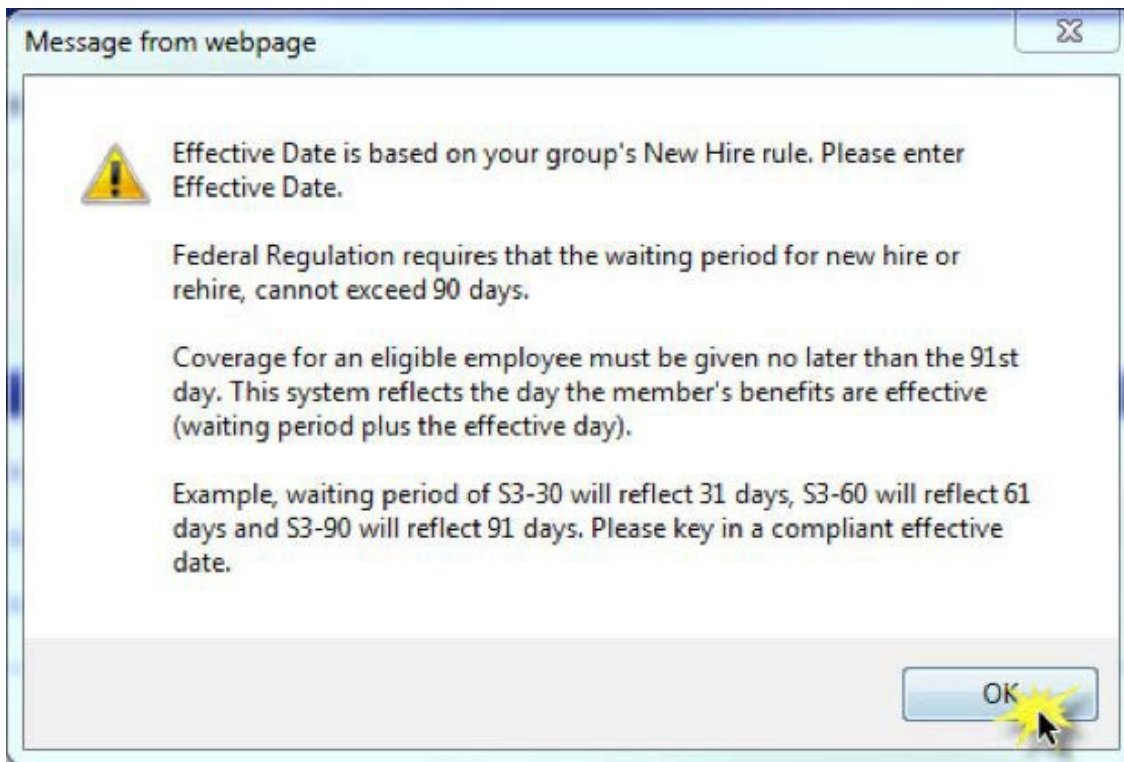 Message from webpage
Effective Date is based on your group's New Hire rule. Please enter
Effective Date.
Federal Regulation requires that the waiting period for new hire or
rehire, cannot exceed 90 days.
Coverage for an eligible employee must be given no later than the 91st
day. This system reflects the day the member's benefits are effective
(waiting period plus the effective day).
Example, waiting period of S3-30 will reflect 31 days, S3-60 will reflect 61
days and S3-90 will reflect 91 days. Please key in a compliant effective
date.
OK